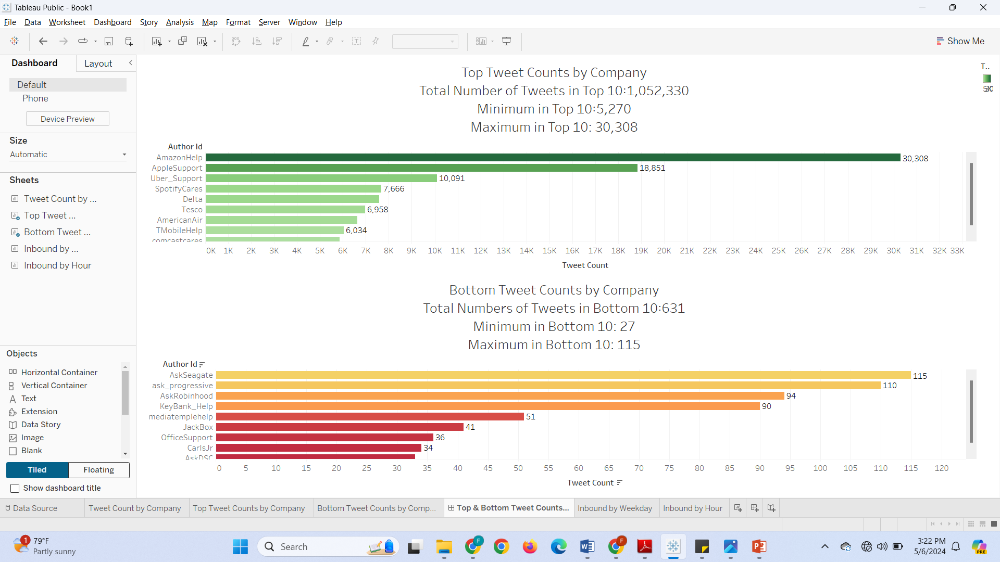 Tableau Public - Book1
File Data Worksheet Dashboard Story Analysis Map Format Server Window Help
Show Me
Dashboard
Layout
Default
Phone
Device Preview
Size
Automatic
Sheets
Tweet Count by ...
Top Tweet ...
Bottom Tweet ...
Inbound by ...
Inbound by Hour
Objects
Horizontal Container
Vertical Container
Text
Extension
Data Story
Image
Blank
Tiled
Floating
Show dashboard title
Top Tweet Counts by Company
Total Number of Tweets in Top 10:1,052,330
Minimum in Top 10:5,270
Maximum in Top 10: 30,308
T..
Author Id
AmazonHelp 30,308
AppleSupport 18,851
Uber_Support 10,091
SpotifyCares 7,666
Delta
Tesco 6,958
AmericanAir
TMobileHelp 6,034
comcastcares
0K 1K 2K 3K 4K 5K 6K 7K 8K 9K 10K 11K 12K 13K 14K 15K 16K 17K 18K 19K 20K 21K 22K 23K 24K 25K 26K 27K 28K 29K 30K 31K 32K 33K
Tweet Count
Bottom Tweet Counts by Company
Total Numbers of Tweets in Bottom 10:631
Minimum in Bottom 10: 27
Maximum in Bottom 10: 115
Author Id
AskSeagate 115
ask_progressive 110
AskRobinhood 94
KeyBank_Help 90
mediatemplehelp 51
JackBox 41
OfficeSupport 36
CarlsJr 34
AskDSC
0 5 10 15 20 25 30 35 40 45 50 55 60 65 70 75 80 85 90 95 100 105 110 115 120
Tweet Count
Data Source
Tweet Count by Company
Top Tweet Counts by Company
Bottom Tweet Counts by Comp...
Top & Bottom Tweet Counts...
Inbound by Weekday
Inbound by Hour
1
79°F
Partly sunny
Search
F
F
3:22 PM
5/6/2024
PRE